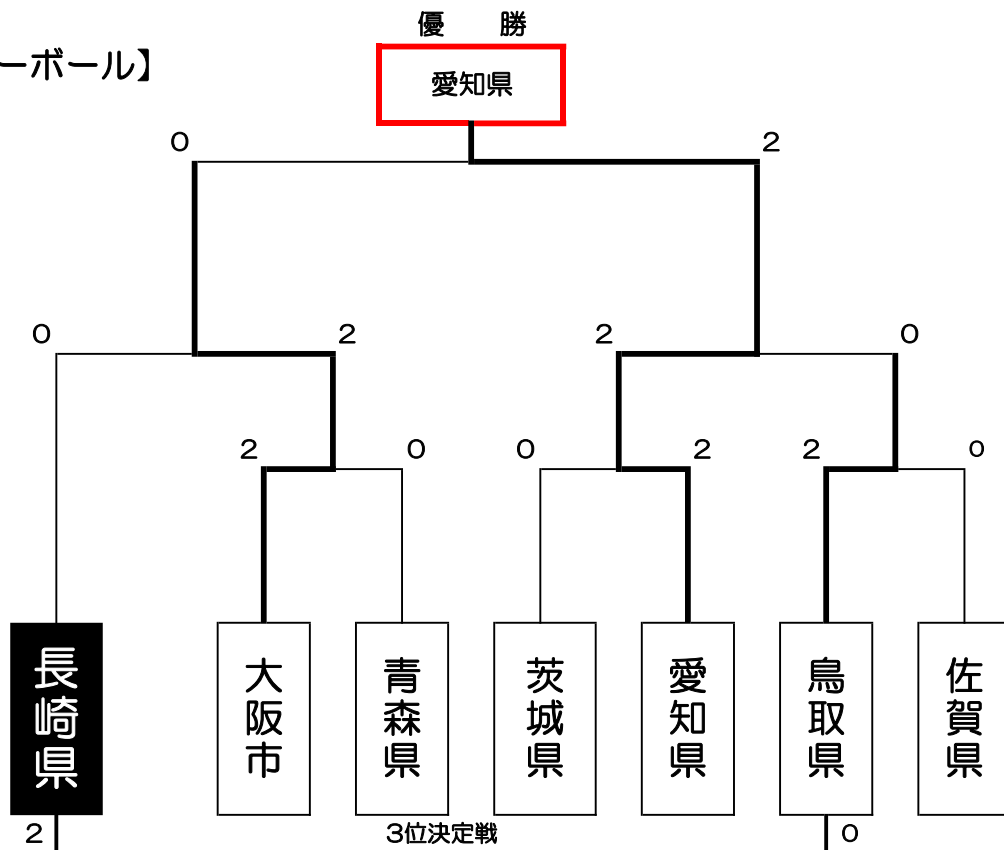 優　勝
ーボール】
愛知県
0　2
0　2　2　0
2　0　0　2　2　0
長崎県
大阪市
青森県
茨城県
愛知県
鳥取県
佐賀県
2　3位決定戦　0